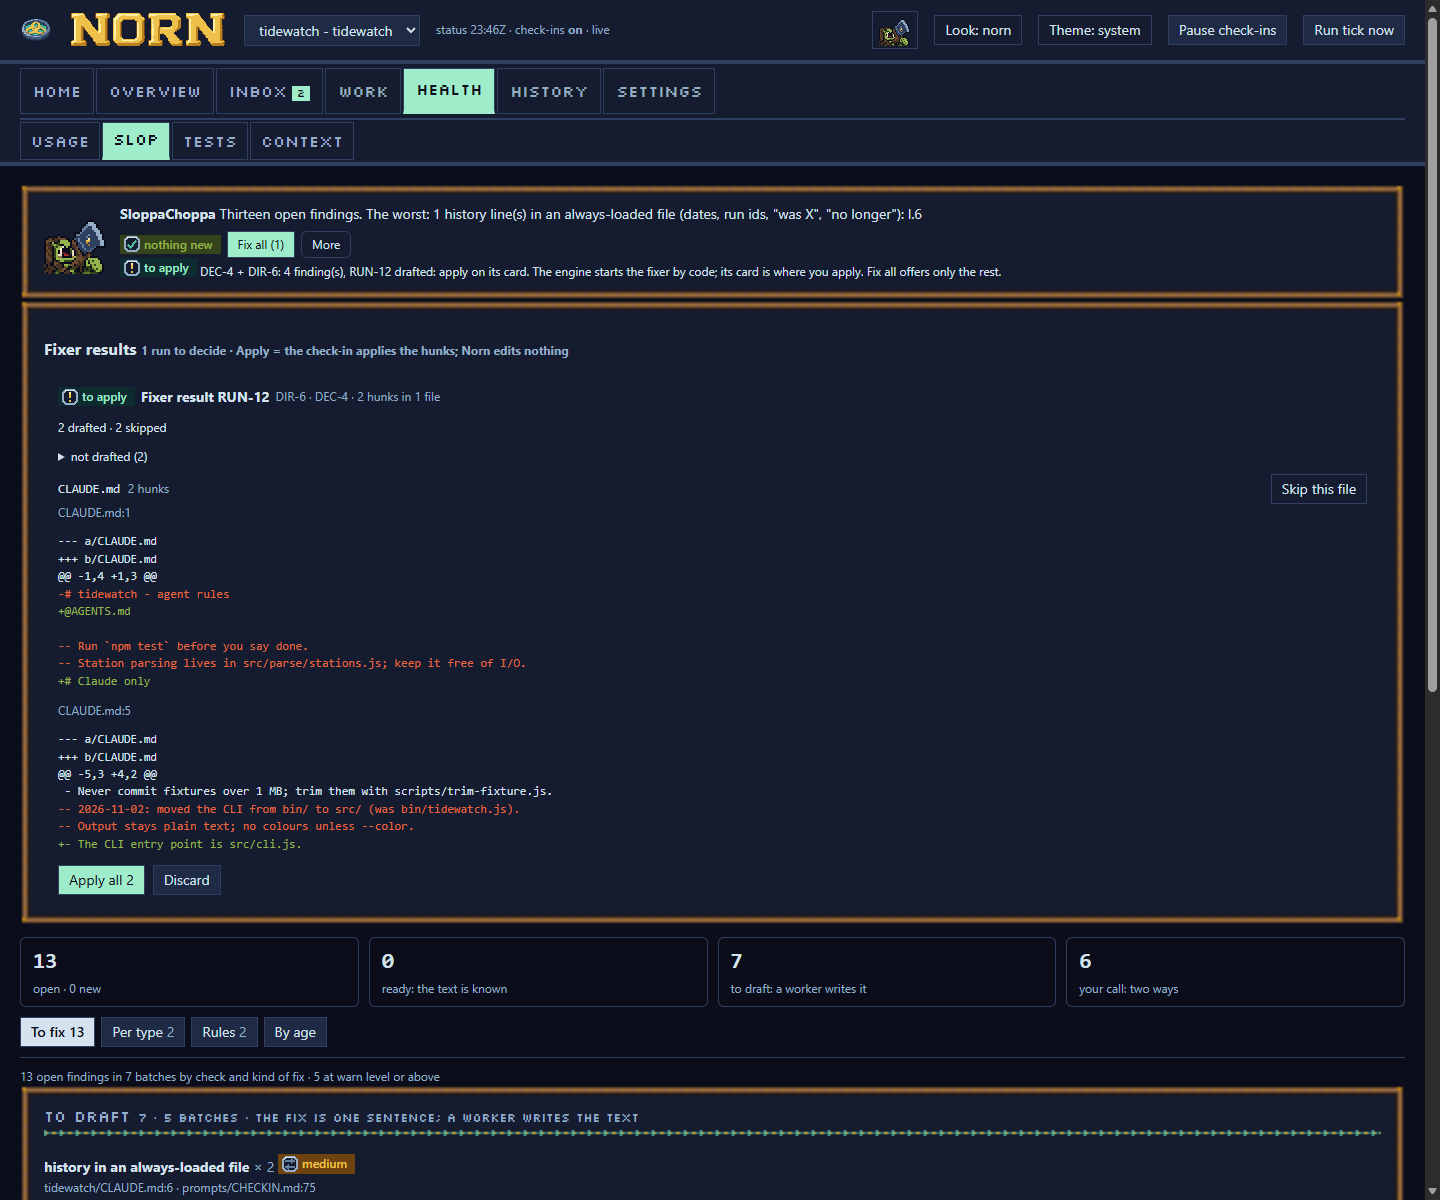 NORN
tidewatch - tidewatch
status 23:46Z · check-ins on · live
Look: norn
Theme: system
Pause check-ins
Run tick now
HOME
OVERVIEW
INBOX 2
WORK
HEALTH
HISTORY
SETTINGS
USAGE
SLOP
TESTS
CONTEXT
SloppaChoppa Thirteen open findings. The worst: 1 history line(s) in an always-loaded file (dates, run ids, "was X", "no longer"): l.6
nothing new
Fix all (1)
More
to apply DEC-4 + DIR-6: 4 finding(s), RUN-12 drafted: apply on its card. The engine starts the fixer by code; its card is where you apply. Fix all offers only the rest.
Fixer results 1 run to decide · Apply = the check-in applies the hunks; Norn edits nothing
to apply Fixer result RUN-12 DIR-6 · DEC-4 · 2 hunks in 1 file
2 drafted · 2 skipped
not drafted (2)
CLAUDE.md 2 hunks
Skip this file
CLAUDE.md:1
--- a/CLAUDE.md
+++ b/CLAUDE.md
@@ -1,4 +1,3 @@
-# tidewatch - agent rules
+@AGENTS.md
-- Run `npm test` before you say done.
-- Station parsing lives in src/parse/stations.js; keep it free of I/O.
+# Claude only
CLAUDE.md:5
--- a/CLAUDE.md
+++ b/CLAUDE.md
@@ -5,3 +4,2 @@
- Never commit fixtures over 1 MB; trim them with scripts/trim-fixture.js.
-- 2026-11-02: moved the CLI from bin/ to src/ (was bin/tidewatch.js).
-- Output stays plain text; no colours unless --color.
+- The CLI entry point is src/cli.js.
Apply all 2
Discard
13
open · 0 new
0
ready: the text is known
7
to draft: a worker writes it
6
your call: two ways
To fix 13
Per type 2
Rules 2
By age
13 open findings in 7 batches by check and kind of fix · 5 at warn level or above
TO DRAFT 7 · 5 BATCHES · THE FIX IS ONE SENTENCE; A WORKER WRITES THE TEXT
history in an always-loaded file × 2 medium
tidewatch/CLAUDE.md:6 · prompts/CHECKIN.md:75